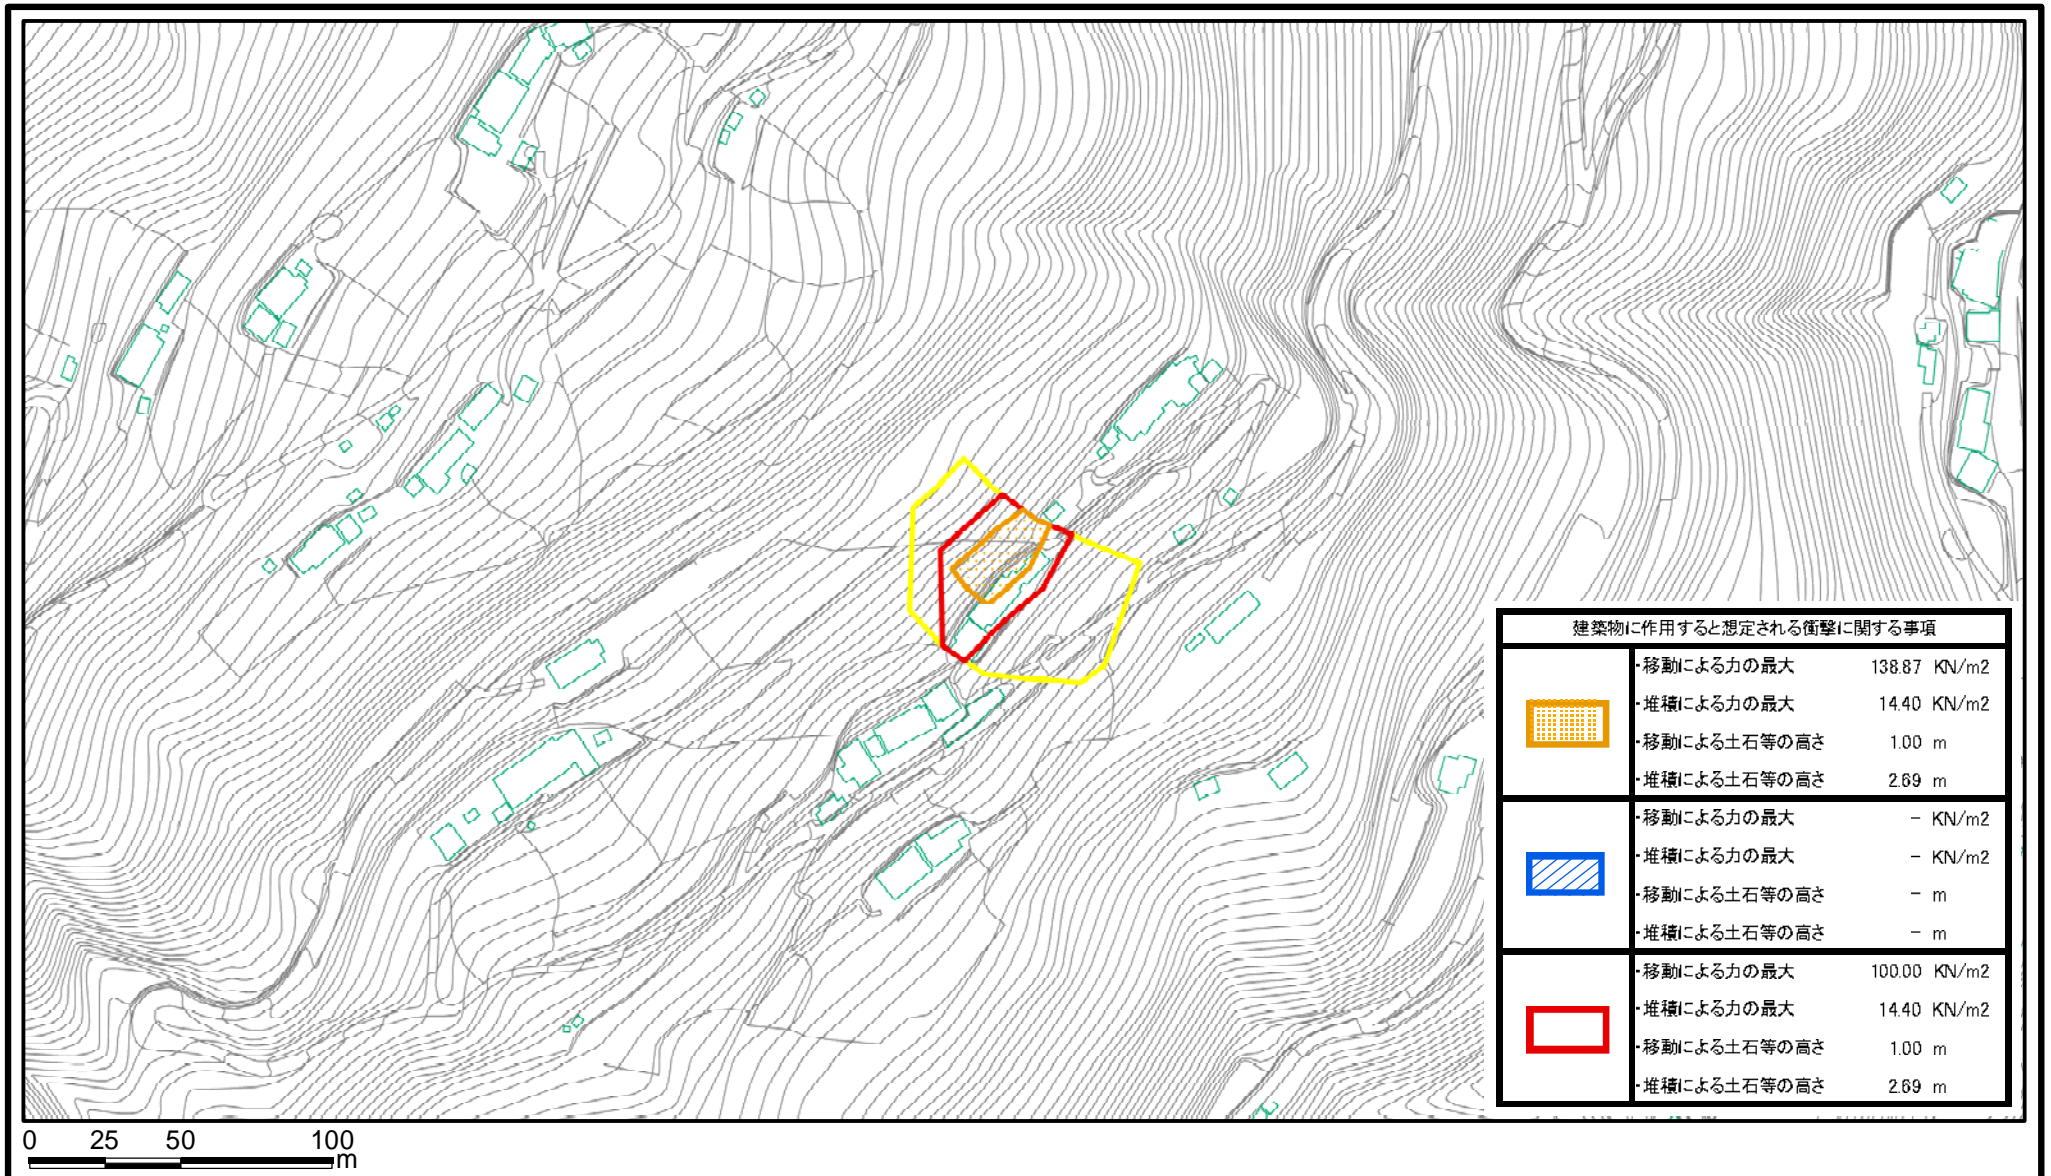 建築物に作用すると想定される衝撃に関する事項
・移動による力の最大 138.87 KN/m2
・堆積による力の最大 14.40 KN/m2
・移動による土石等の高さ 1.00 m
・堆積による土石等の高さ 2.69 m
・移動による力の最大 － KN/m2
・堆積による力の最大 － KN/m2
・移動による土石等の高さ － m
・堆積による土石等の高さ － m
・移動による力の最大 100.00 KN/m2
・堆積による力の最大 14.40 KN/m2
・移動による土石等の高さ 1.00 m
・堆積による土石等の高さ 2.69 m
0 25 50 100
m